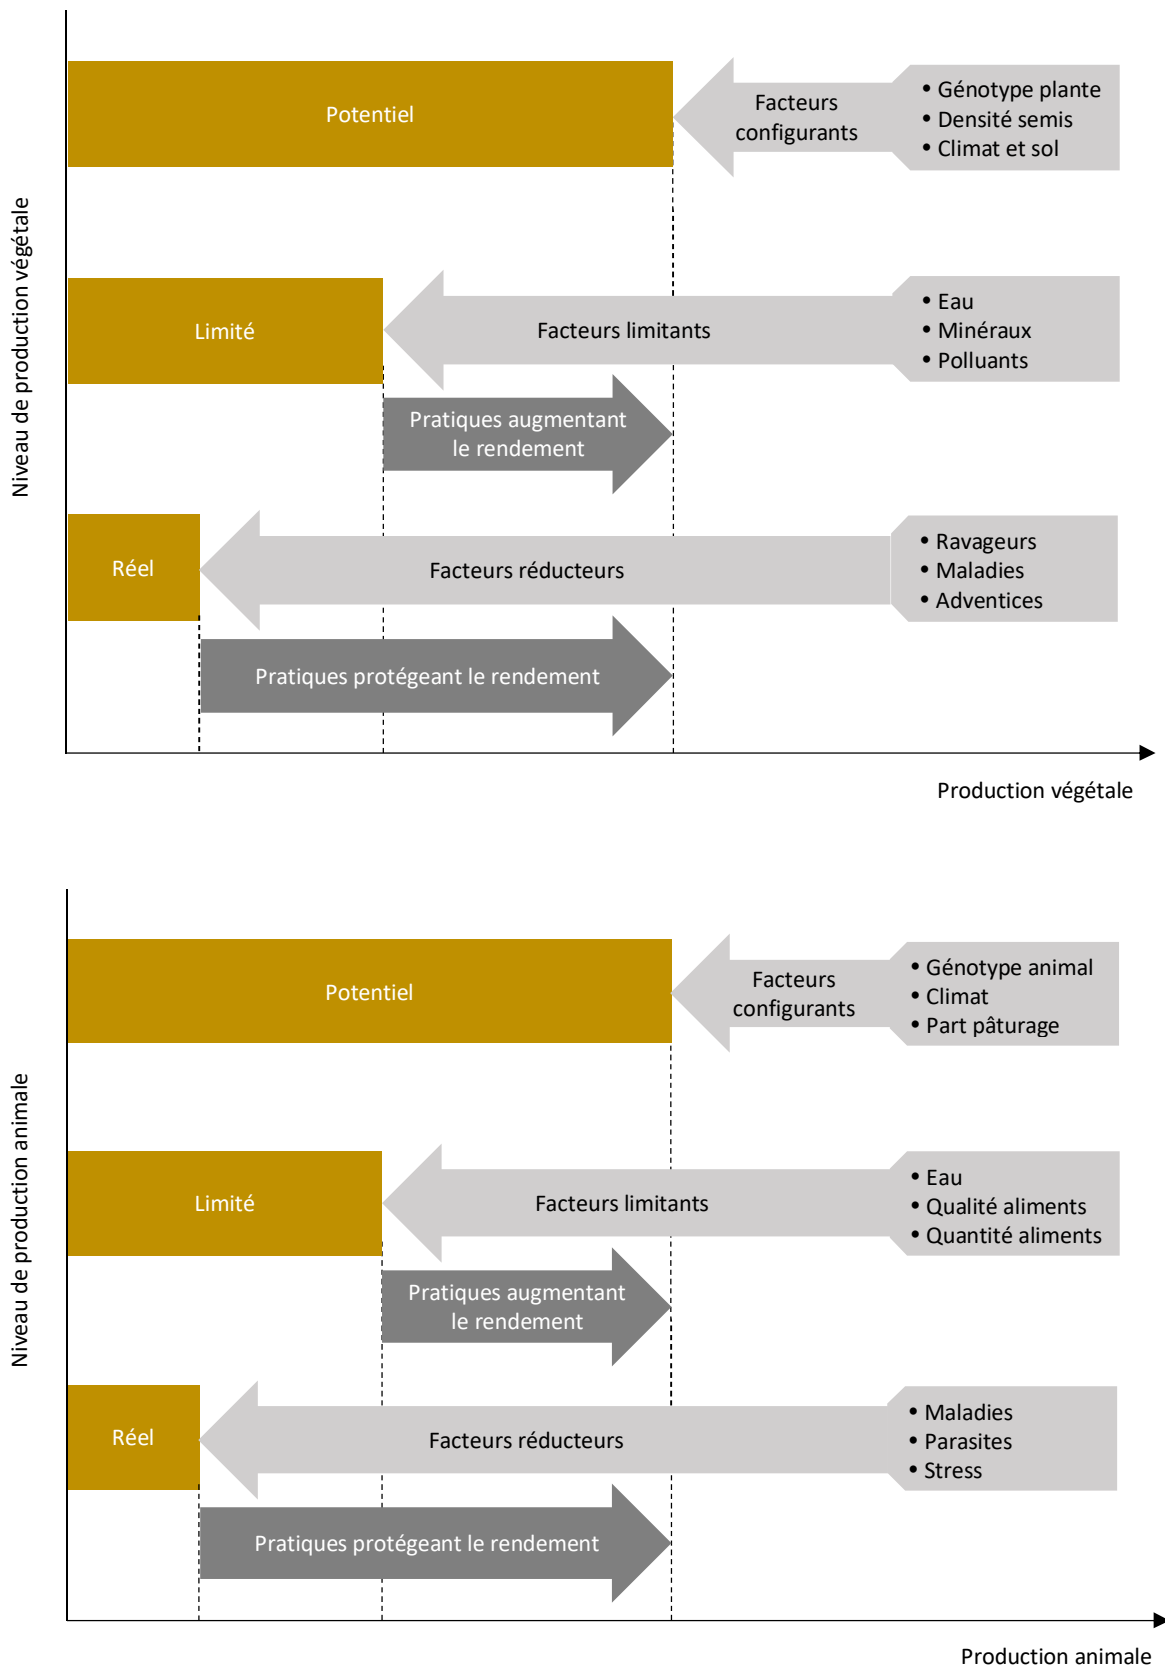 Niveau de production végétale
Potentiel
Facteurs
configurants
• Génotype plante
• Densité semis
• Climat et sol
Limité
Facteurs limitants
• Eau
• Minéraux
• Polluants
Pratiques augmentant
le rendement
Réel
Facteurs réducteurs
• Ravageurs
• Maladies
• Adventices
Pratiques protégeant le rendement
Production végétale
Niveau de production animale
Potentiel
Facteurs
configurants
• Génotype animal
• Climat
• Part pâturage
Limité
Facteurs limitants
• Eau
• Qualité aliments
• Quantité aliments
Pratiques augmentant
le rendement
Réel
Facteurs réducteurs
• Maladies
• Parasites
• Stress
Pratiques protégeant le rendement
Production animale